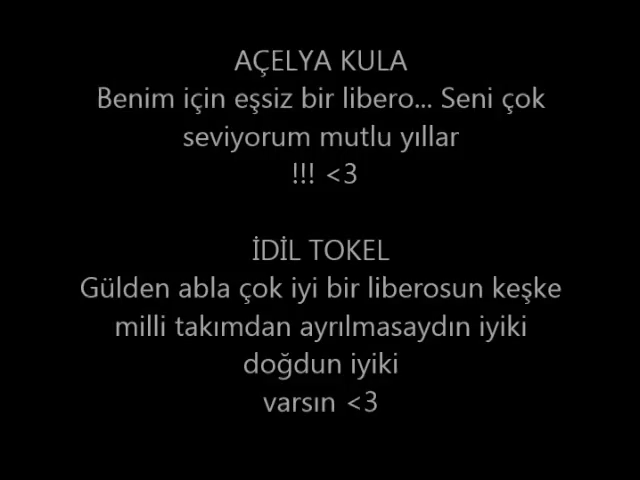 AÇELYA KULA
Benim için eşsiz bir libero... Seni çok
seviyorum mutlu yıllar
!!! <3
İDİL TOKEL
Gülden abla çok iyi bir liberosun keşke
milli takımdan ayrılmasaydın iyiki
doğdun iyiki
varsın <3